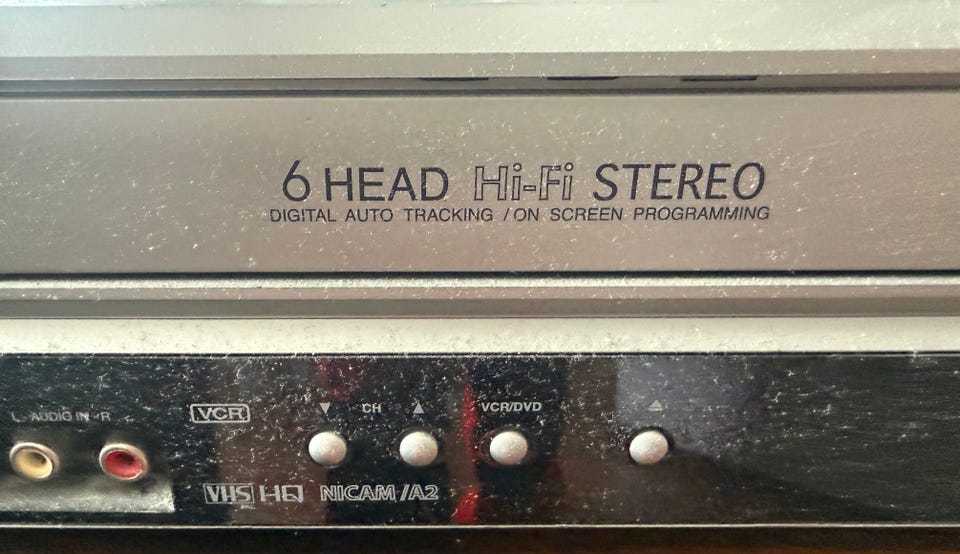 6 HEAD Hi-Fi STEREO
DIGITAL AUTO TRACKING / ON SCREEN PROGRAMMING
L - AUDIO IN - R
VCR
CH
VCR/DVD
VHS HQ NICAM /A2